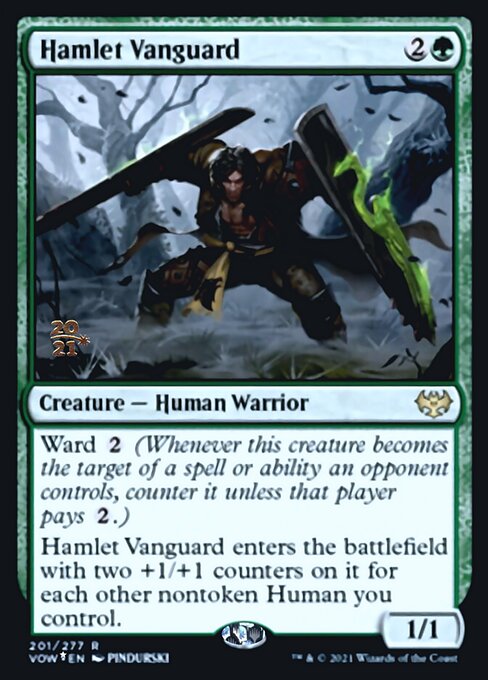 Hamlet Vanguard 2
20
21*
Creature — Human Warrior
Ward 2 (Whenever this creature becomes
the target of a spell or ability an opponent
controls, counter it unless that player
pays 2.)
Hamlet Vanguard enters the battlefield
with two +1/+1 counters on it for
each other nontoken Human you
control.
1/1
201/277 R
VOW*EN PINDURSKI
™ & © 2021 Wizards of the Coast